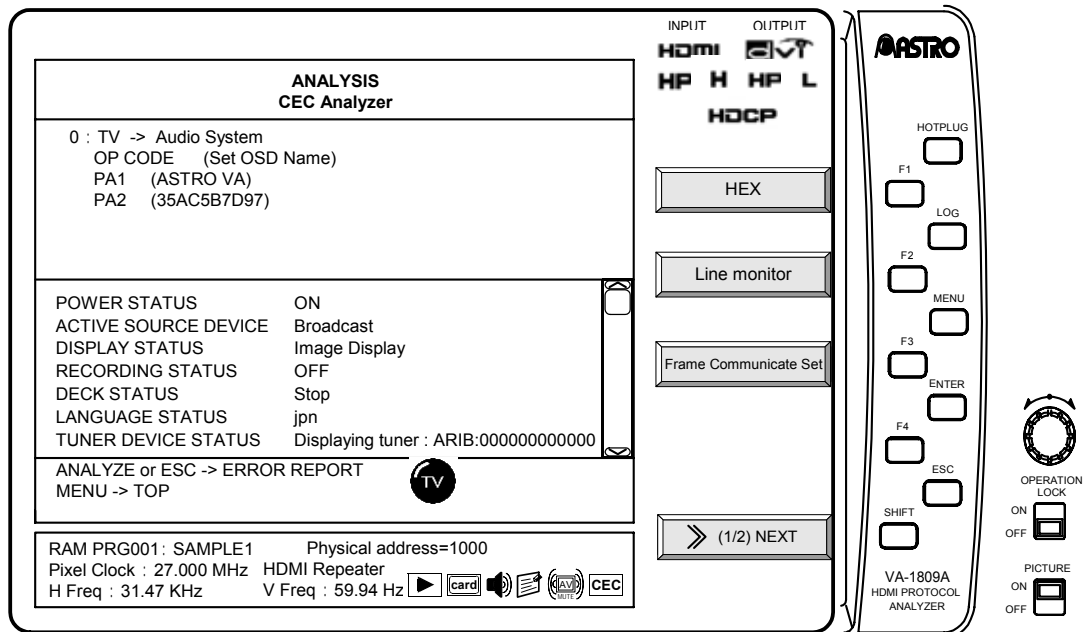 ANALYSIS
CEC Analyzer
0 : TV -> Audio System
OP CODE (Set OSD Name)
PA1 (ASTRO VA)
PA2 (35AC5B7D97)
POWER STATUS ON
ACTIVE SOURCE DEVICE Broadcast
DISPLAY STATUS Image Display
RECORDING STATUS OFF
DECK STATUS Stop
LANGUAGE STATUS jpn
TUNER DEVICE STATUS Displaying tuner : ARIB:000000000000
ANALYZE or ESC -> ERROR REPORT
MENU -> TOP
TV
RAM PRG001 : SAMPLE1 Physical address=1000
Pixel Clock : 27.000 MHz HDMI Repeater
H Freq : 31.47 KHz V Freq : 59.94 Hz card AV MUTE CEC
INPUT OUTPUT
HDMI DVI
HP H HP L
HDCP
HEX
Line monitor
Frame Communicate Set
(1/2) NEXT
ASTRO
HOTPLUG
F1
LOG
F2
MENU
F3
ENTER
F4
ESC
SHIFT
VA-1809A
HDMI PROTOCOL
ANALYZER
OPERATION
LOCK
ON
OFF
PICTURE
ON
OFF